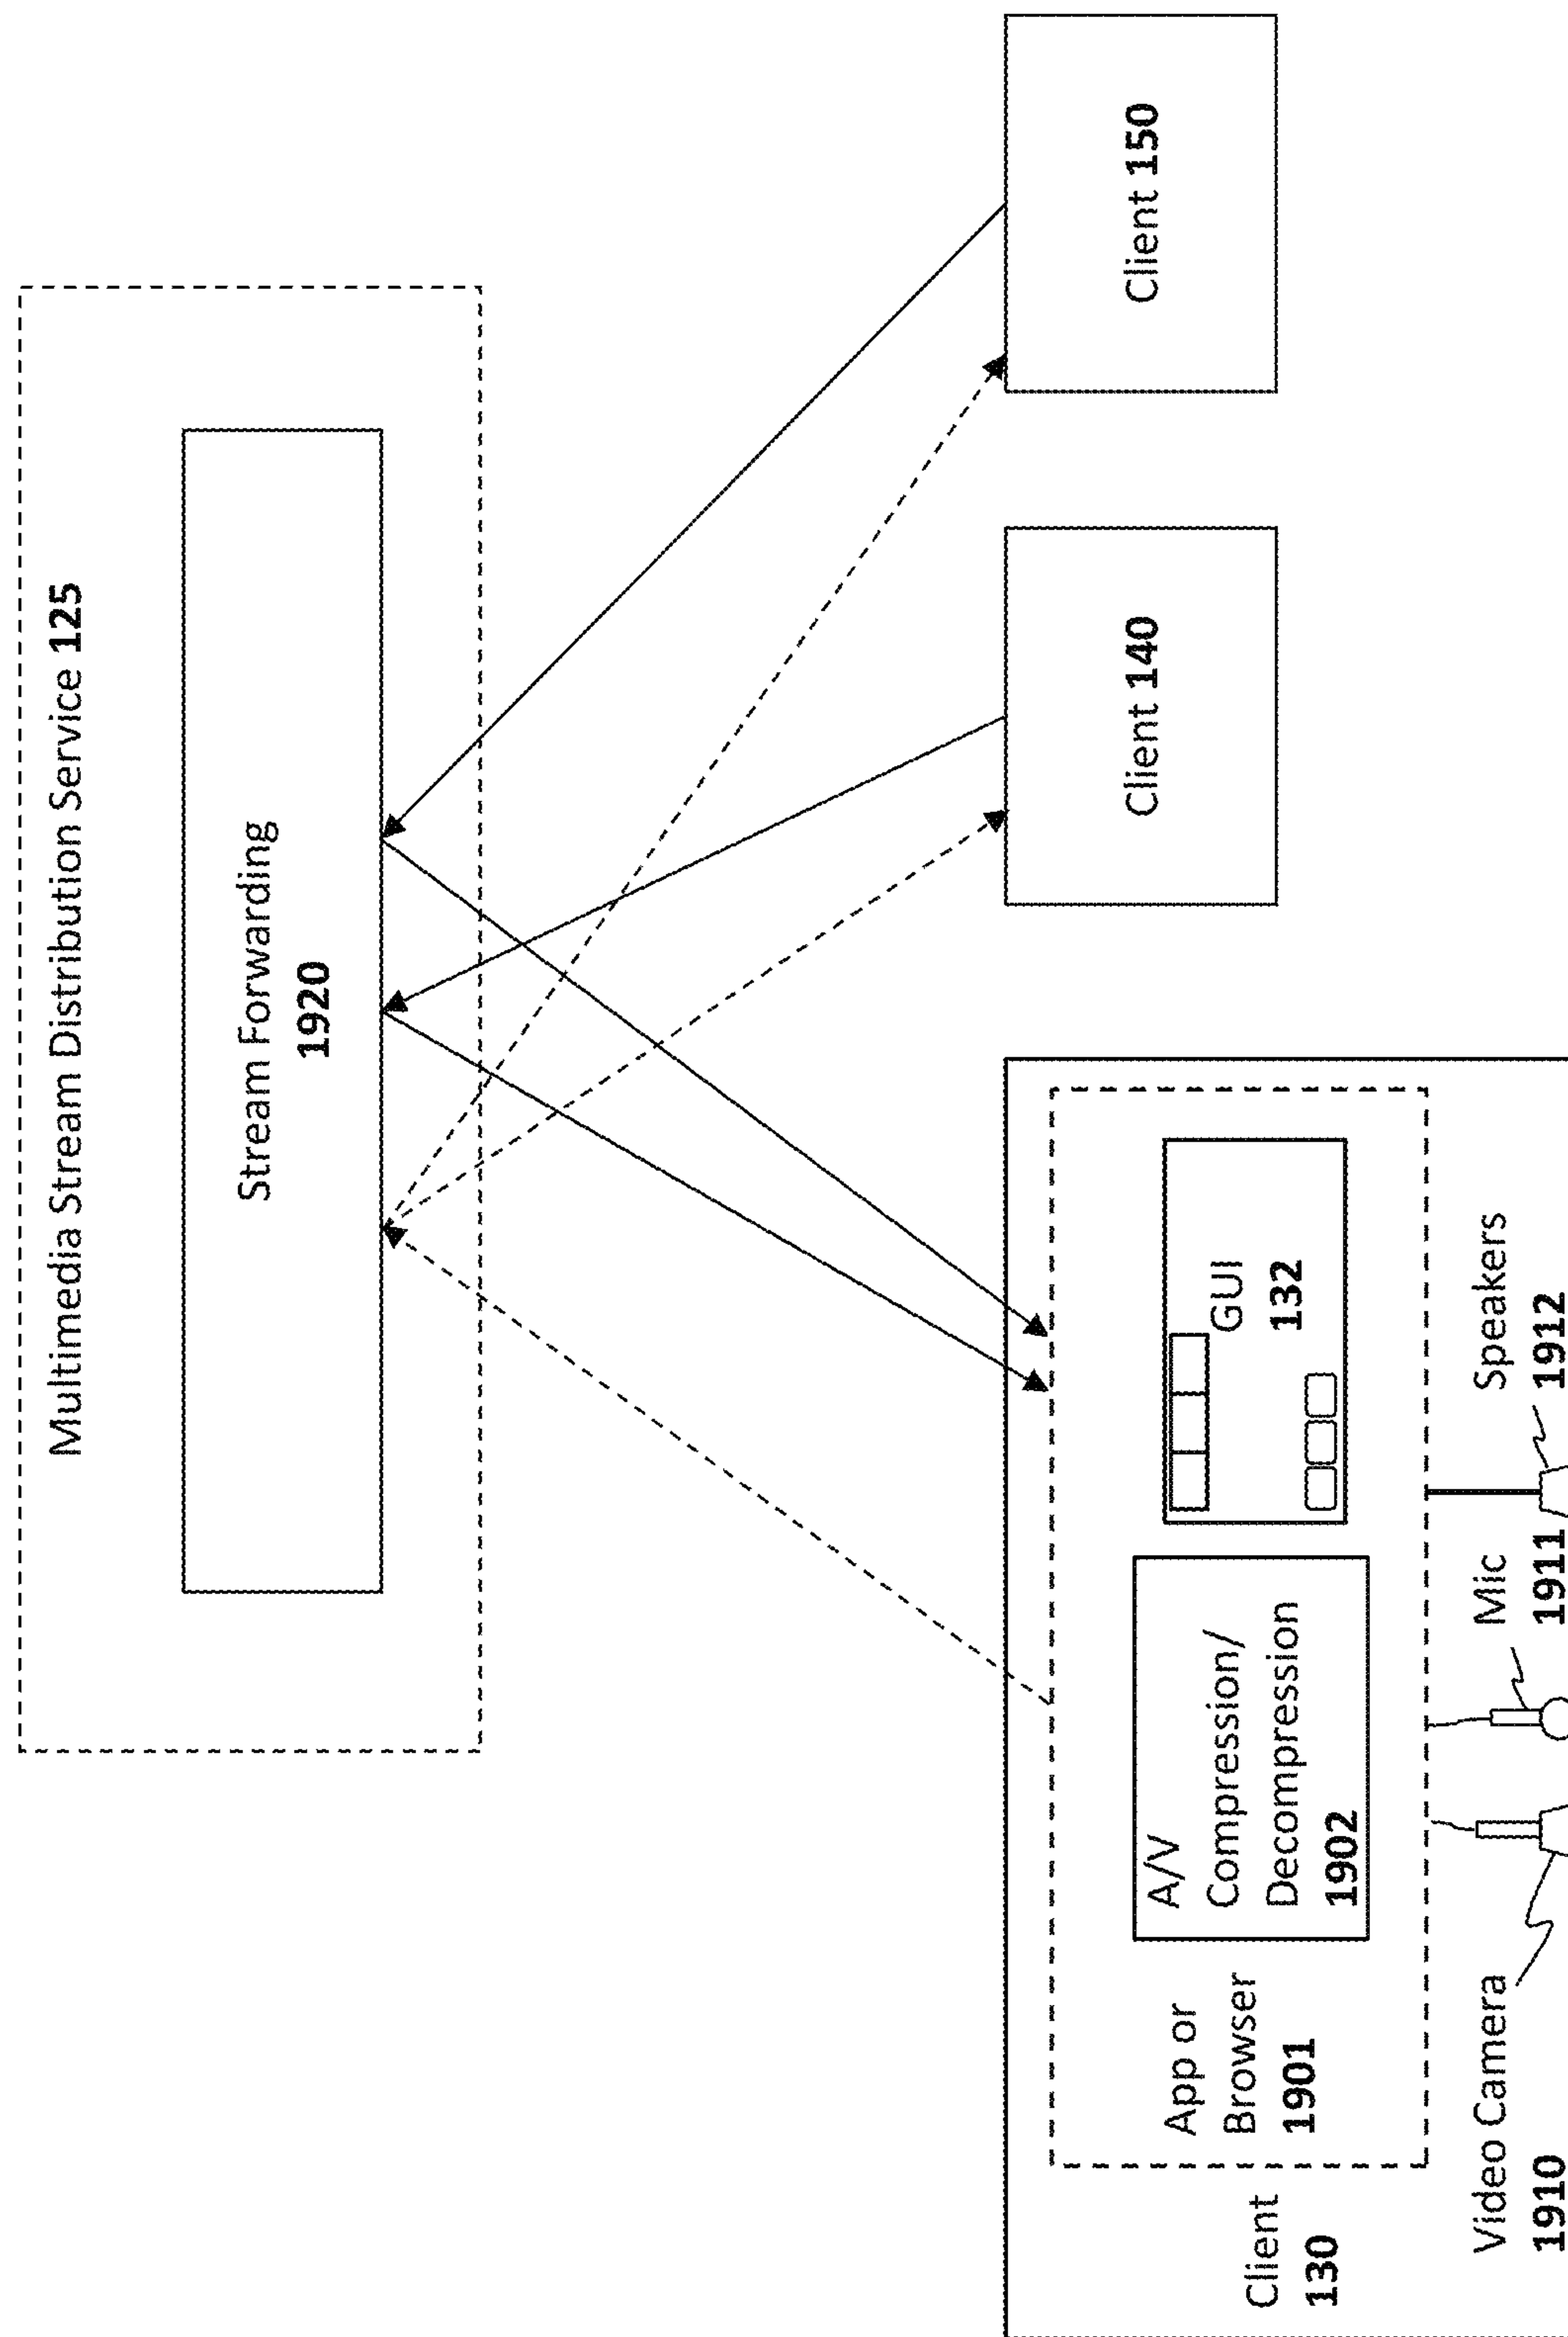 Multimedia Stream Distribution Service 125
Stream Forwarding
1920
Client 130
App or
Browser
1901
A/V
Compression/
Decompression
1902
GUI
132
Client 140
Client 150
Video Camera
1910
Mic
1911
Speakers
1912